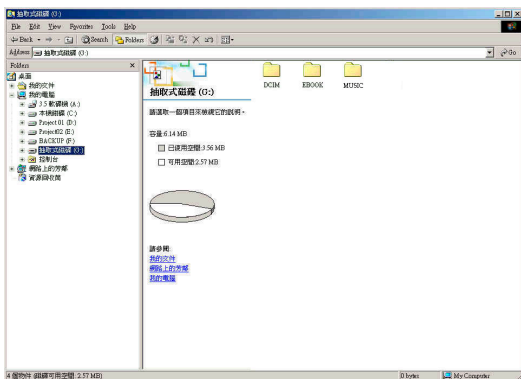 抽取式磁碟 (G:)
File Edit View Favorites Tools Help
Back Search Folders
Address 抽取式磁碟 (G:) Go
Folders
桌面
我的文件
我的電腦
3.5 軟碟機 (A:)
本機磁碟 (C:)
Project 01 (D:)
Project02 (E:)
BACKUP (F:)
抽取式磁碟 (G:)
控制台
網路上的芳鄰
資源回收筒
抽取式磁碟 (G:)
請選取一個項目來檢視它的說明。
容量:6.14 MB
已使用空間:3.56 MB
可用空間:2.57 MB
請參閱:
我的文件
網路上的芳鄰
我的電腦
DCIM EBOOK MUSIC
4 個物件 (磁碟可用空間: 2.57 MB) 0 bytes My Computer